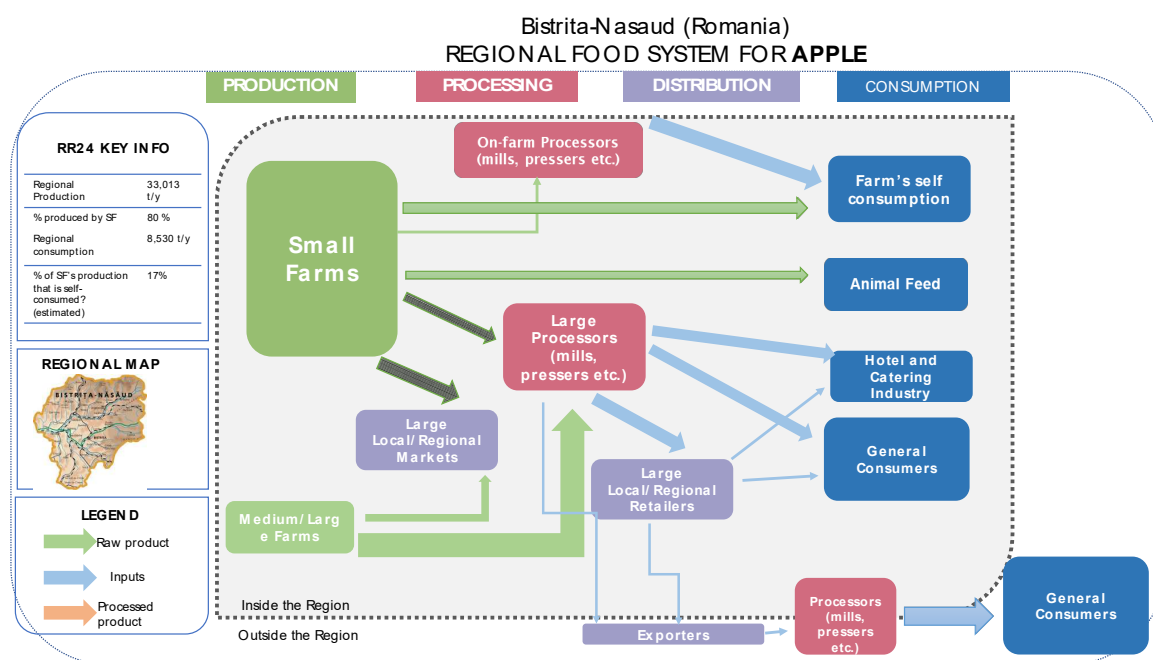 Bistrita-Nasaud (Romania)
REGIONAL FOOD SYSTEM FOR APPLE
PRODUCTION
PROCESSING
DISTRIBUTION
CONSUMPTION
RR24 KEY INFO
Regional
Production
33,013
t/y
% produced by SF
80 %
Regional
consumption
8,530 t/y
% of SF's production
that is self-
consumed?
(estimated)
17%
REGIONAL MAP
BISTRITA-NĂSĂUD
LEGEND
Raw product
Inputs
Processed
product
On-farm Processors
(mills, pressers etc.)
Small
Farms
Farm's self
consumption
Animal Feed
Large
Processors
(mills,
pressers etc.)
Hotel and
Catering
Industry
Large
Local/Regional
Markets
General
Consumers
Large
Local/Regional
Retailers
Medium/Larg
e Farms
Inside the Region
Outside the Region
Exporters
Processors
(mills,
pressers
etc.)
General
Consumers